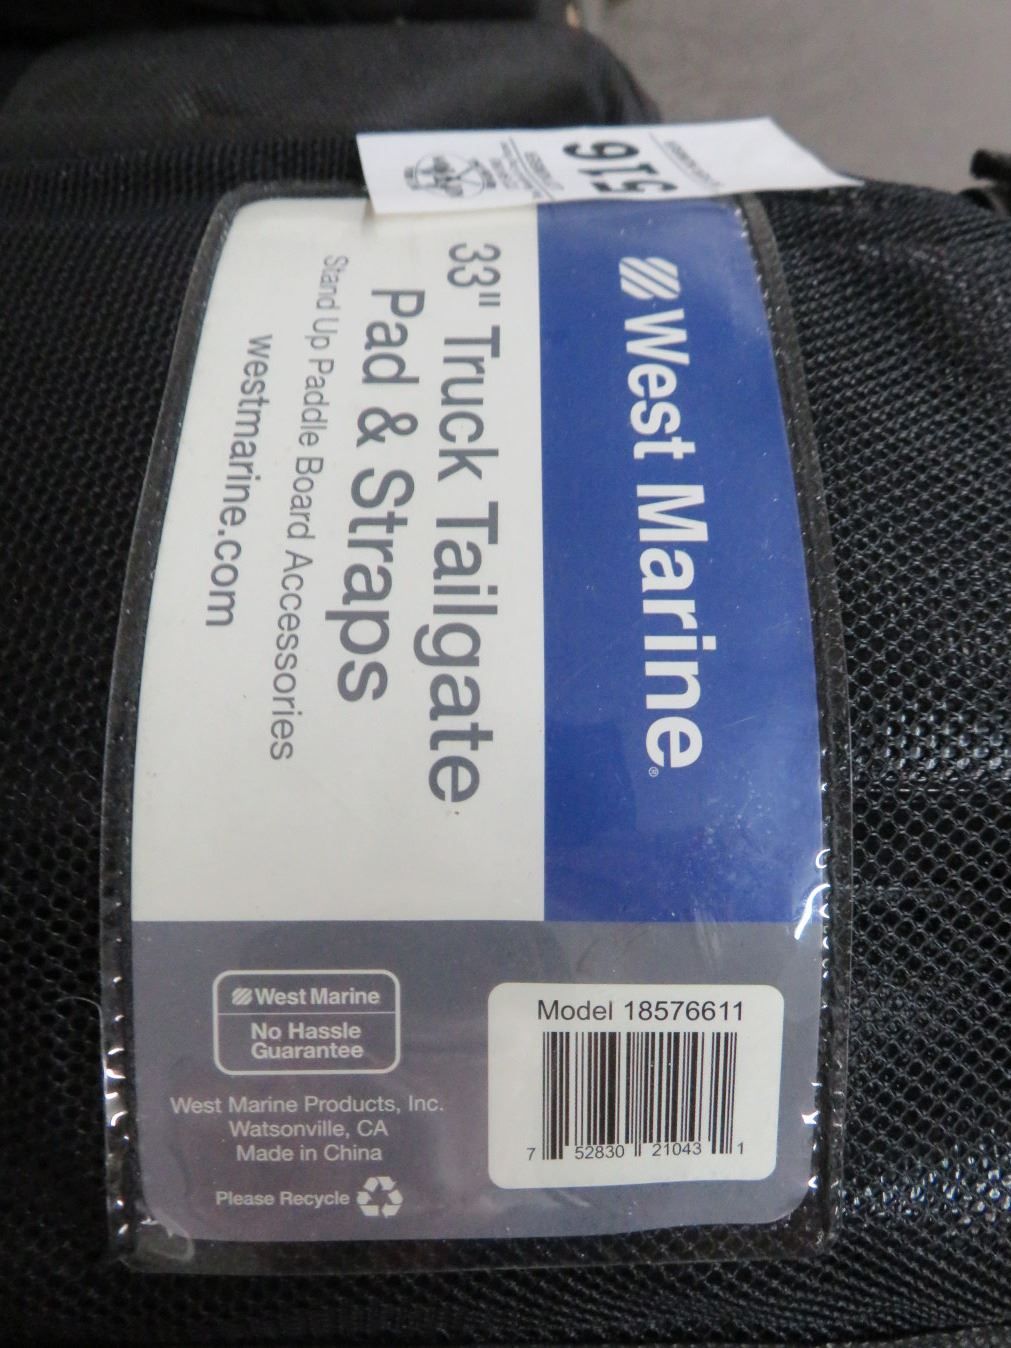 516
West Marine®
33" Truck Tailgate
Pad & Straps
Stand Up Paddle Board Accessories
westmarine.com
West Marine
No Hassle
Guarantee
West Marine Products, Inc.
Watsonville, CA
Made in China
Please Recycle
Model 18576611
7 52830 21043 1